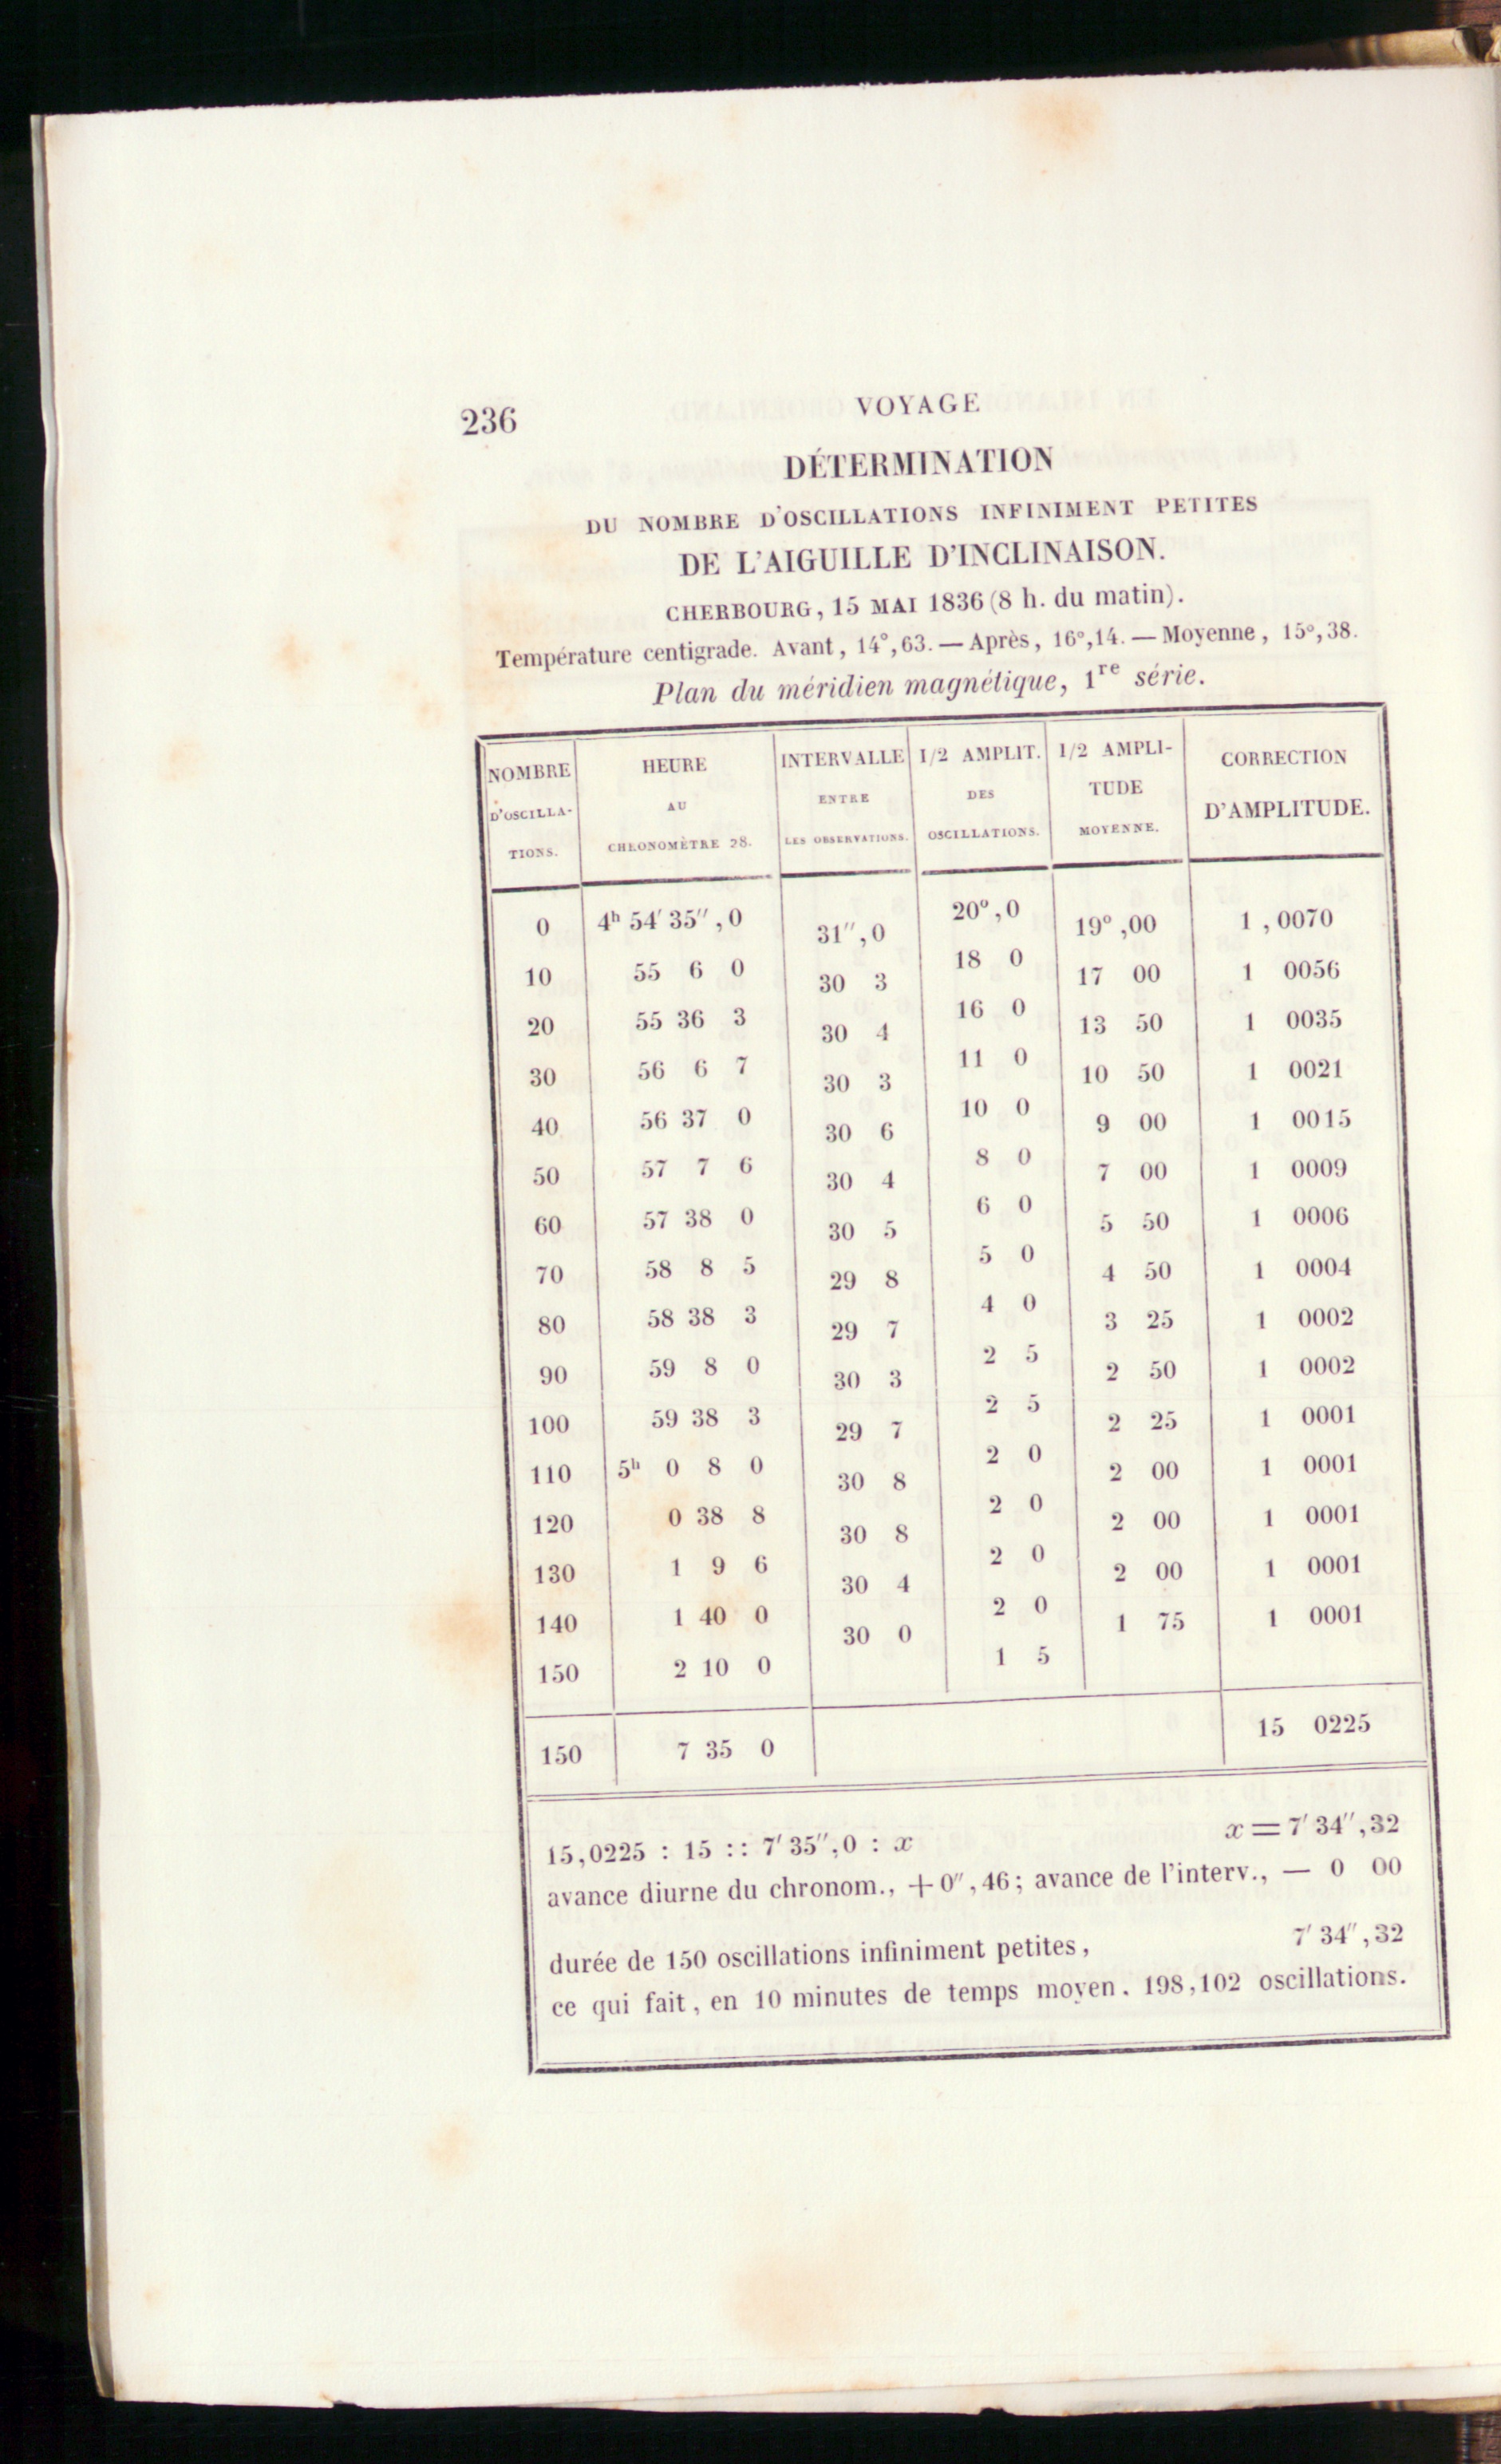 236
VOYAGE
DÉTERMINATION
DU NOMBRE D'OSCILLATIONS INFINIMENT PETITES
DE L'AIGUILLE D'INCLINAISON.
CHERBOURG, 15 MAI 1836 (8 h. du matin).
Température centigrade. Avant, 14°,63. — Après, 16°,14. — Moyenne, 15°,38.
Plan du méridien magnétique, 1re série.
NOMBRE D'OSCILLA-TIONS. | HEURE AU CHRONOMÈTRE 28. | INTERVALLE ENTRE LES OBSERVATIONS. | 1/2 AMPLIT. DES OSCILLATIONS. | 1/2 AMPLI-TUDE MOYENNE. | CORRECTION D'AMPLITUDE.
0 | 4h 54' 35",0 | 31",0 | 20°,0 | 19°,00 | 1,0070
10 | 55 6 0 | 30 3 | 18 0 | 17 00 | 1 0056
20 | 55 36 3 | 30 4 | 16 0 | 13 50 | 1 0035
30 | 56 6 7 | 30 3 | 11 0 | 10 50 | 1 0021
40 | 56 37 0 | 30 6 | 10 0 | 9 00 | 1 0015
50 | 57 7 6 | 30 4 | 8 0 | 7 00 | 1 0009
60 | 57 38 0 | 30 5 | 6 0 | 5 50 | 1 0006
70 | 58 8 5 | 29 8 | 5 0 | 4 50 | 1 0004
80 | 58 38 3 | 29 7 | 4 0 | 3 25 | 1 0002
90 | 59 8 0 | 30 3 | 2 5 | 2 50 | 1 0002
100 | 59 38 3 | 29 7 | 2 5 | 2 25 | 1 0001
110 | 5h 0 8 0 | 30 8 | 2 0 | 2 00 | 1 0001
120 | 0 38 8 | 30 8 | 2 0 | 2 00 | 1 0001
130 | 1 9 6 | 30 4 | 2 0 | 2 00 | 1 0001
140 | 1 40 0 | 30 0 | 2 0 | 1 75 | 1 0001
150 | 2 10 0 | 1 5
150 | 7 35 0 | 15 0225
15,0225 : 15 :: 7' 35",0 : x x = 7' 34",32
avance diurne du chronom., + 0",46; avance de l'interv., — 0 00
durée de 150 oscillations infiniment petites, 7' 34",32
ce qui fait, en 10 minutes de temps moyen. 198,102 oscillations.